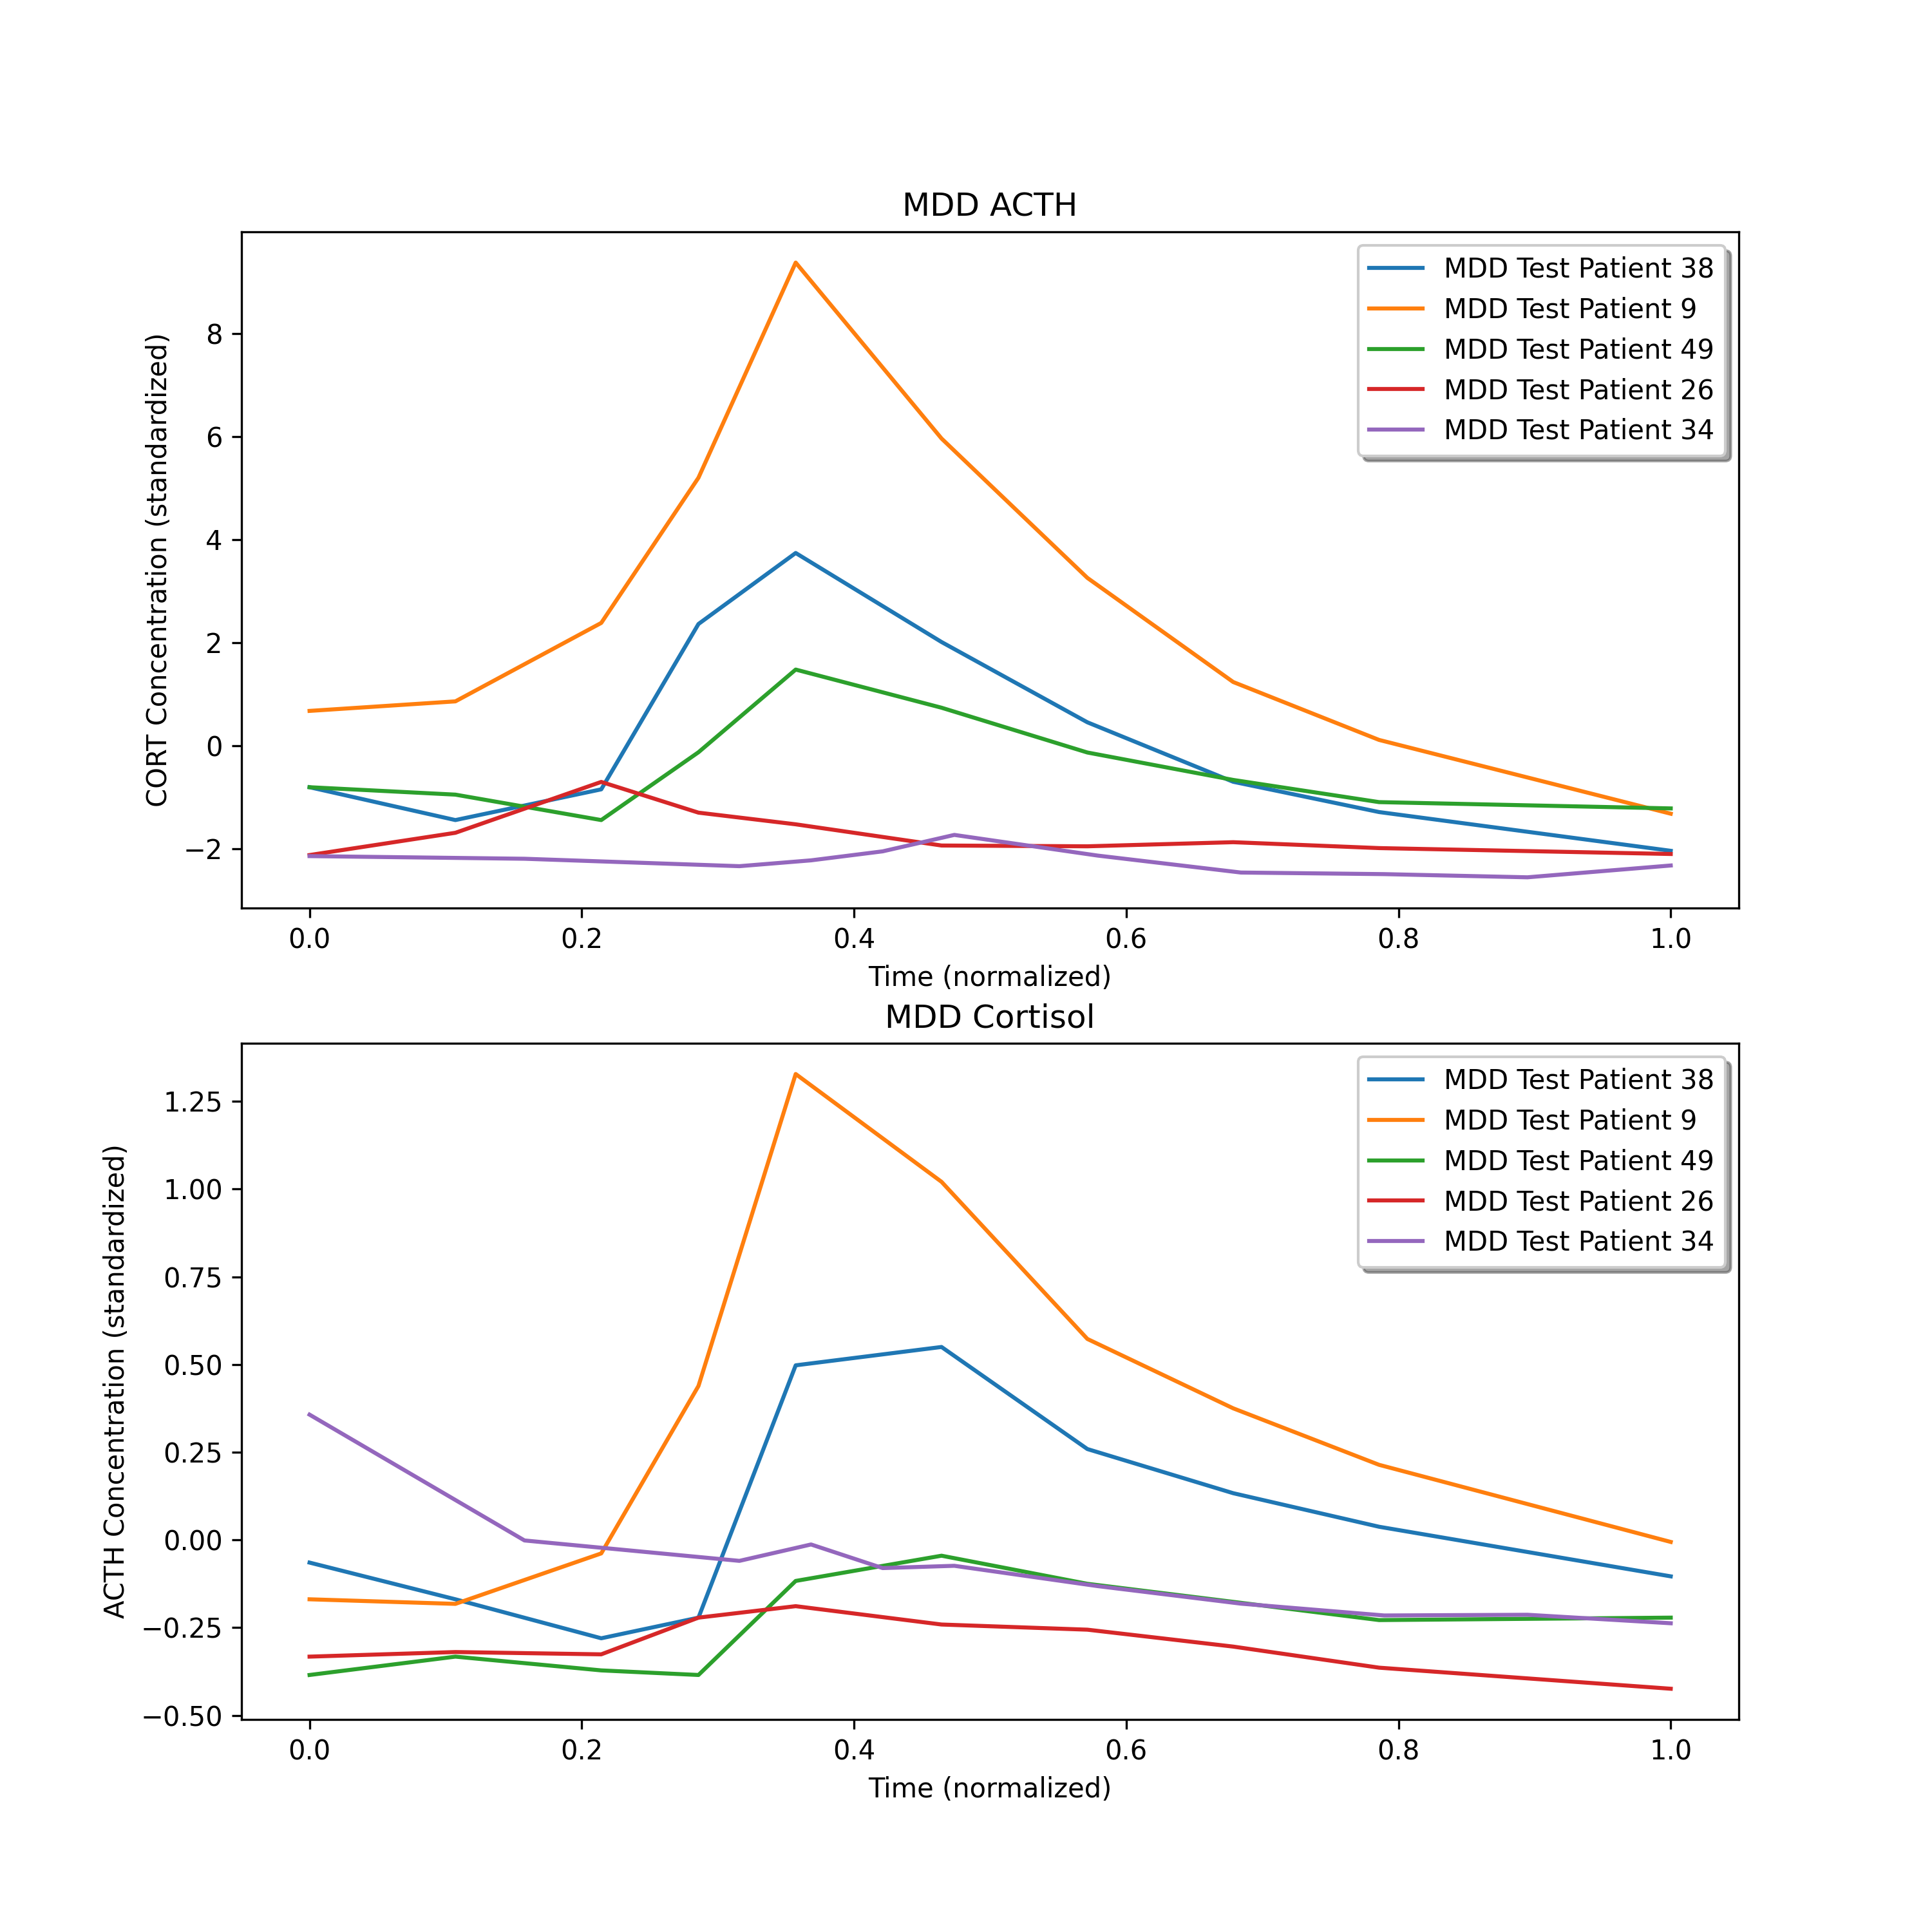 MDD ACTH
CORT Concentration (standardized)
8
6
4
2
0
−2
MDD Test Patient 38
MDD Test Patient 9
MDD Test Patient 49
MDD Test Patient 26
MDD Test Patient 34
0.0 0.2 0.4 0.6 0.8 1.0
Time (normalized)
MDD Cortisol
ACTH Concentration (standardized)
1.25
1.00
0.75
0.50
0.25
0.00
−0.25
−0.50
MDD Test Patient 38
MDD Test Patient 9
MDD Test Patient 49
MDD Test Patient 26
MDD Test Patient 34
0.0 0.2 0.4 0.6 0.8 1.0
Time (normalized)